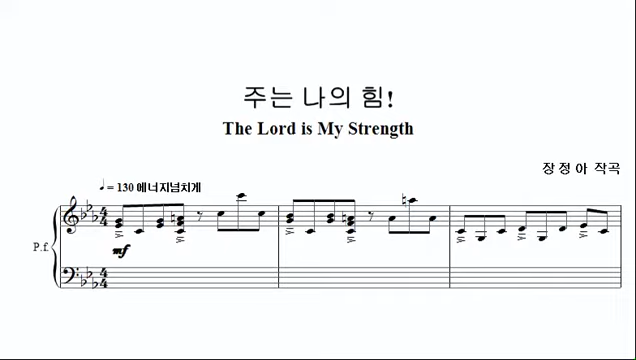 주는 나의 힘!
The Lord is My Strength
장 정 아 작곡
♩ = 130 에너지넘치게
P.f.
mf